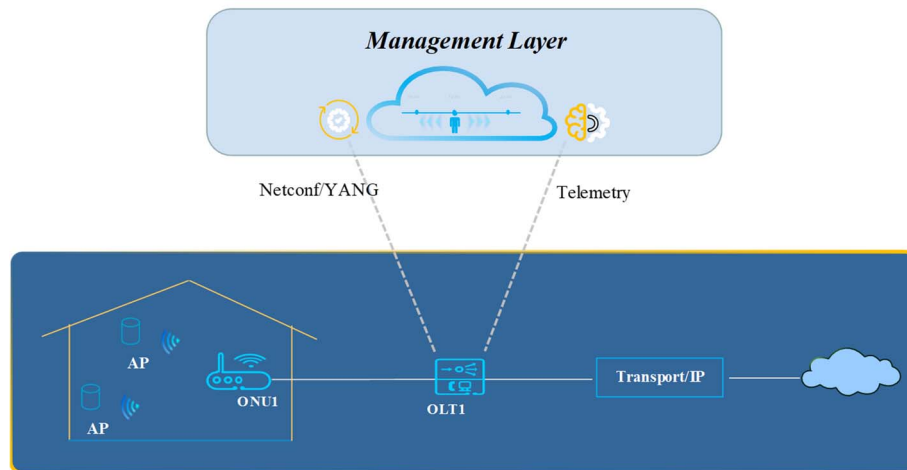 Management Layer
Netconf/YANG
Telemetry
AP
ONU1
AP
OLT1
Transport/IP